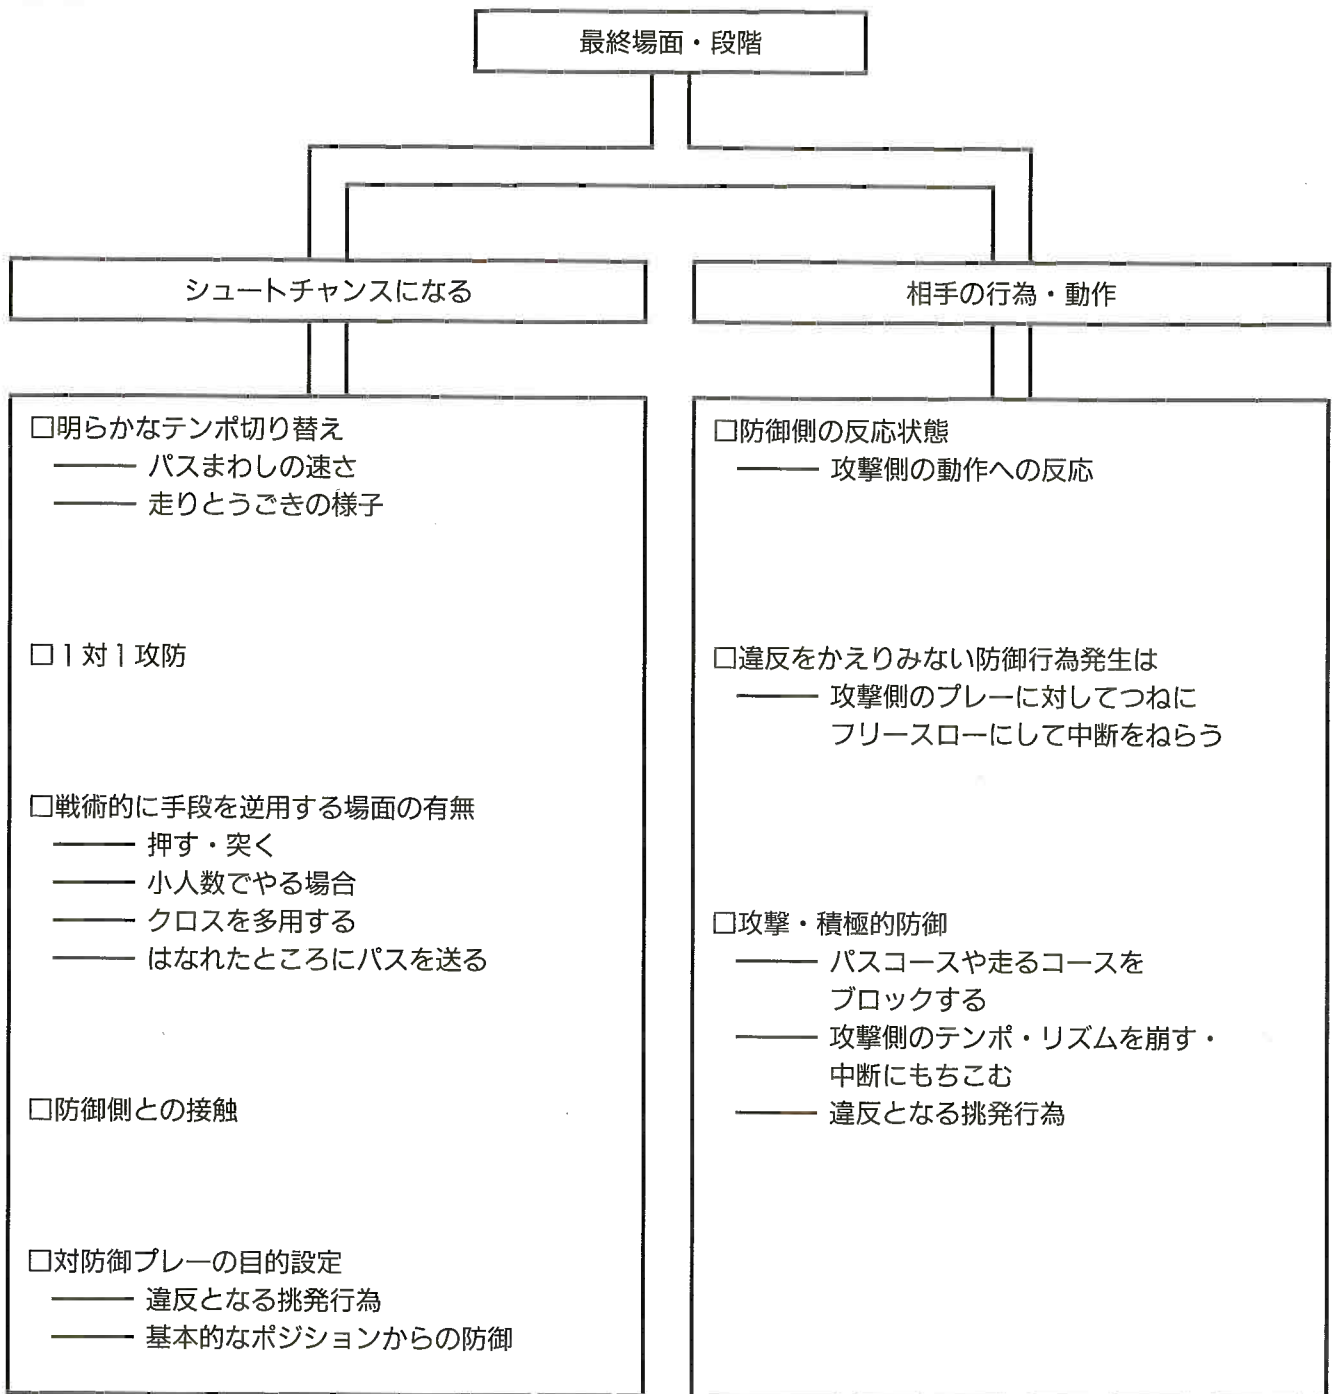 最終場面・段階
シュートチャンスになる
□明らかなテンポ切り替え
―― パスまわしの速さ
―― 走りとうごきの様子
□1対1攻防
□戦術的に手段を逆用する場面の有無
―― 押す・突く
―― 小人数でやる場合
―― クロスを多用する
―― はなれたところにパスを送る
□防御側との接触
□対防御プレーの目的設定
―― 違反となる挑発行為
―― 基本的なポジションからの防御
相手の行為・動作
□防御側の反応状態
―― 攻撃側の動作への反応
□違反をかえりみない防御行為発生は
―― 攻撃側のプレーに対してつねに
フリースローにして中断をねらう
□攻撃・積極的防御
―― パスコースや走るコースを
ブロックする
―― 攻撃側のテンポ・リズムを崩す・
中断にもちこむ
―― 違反となる挑発行為